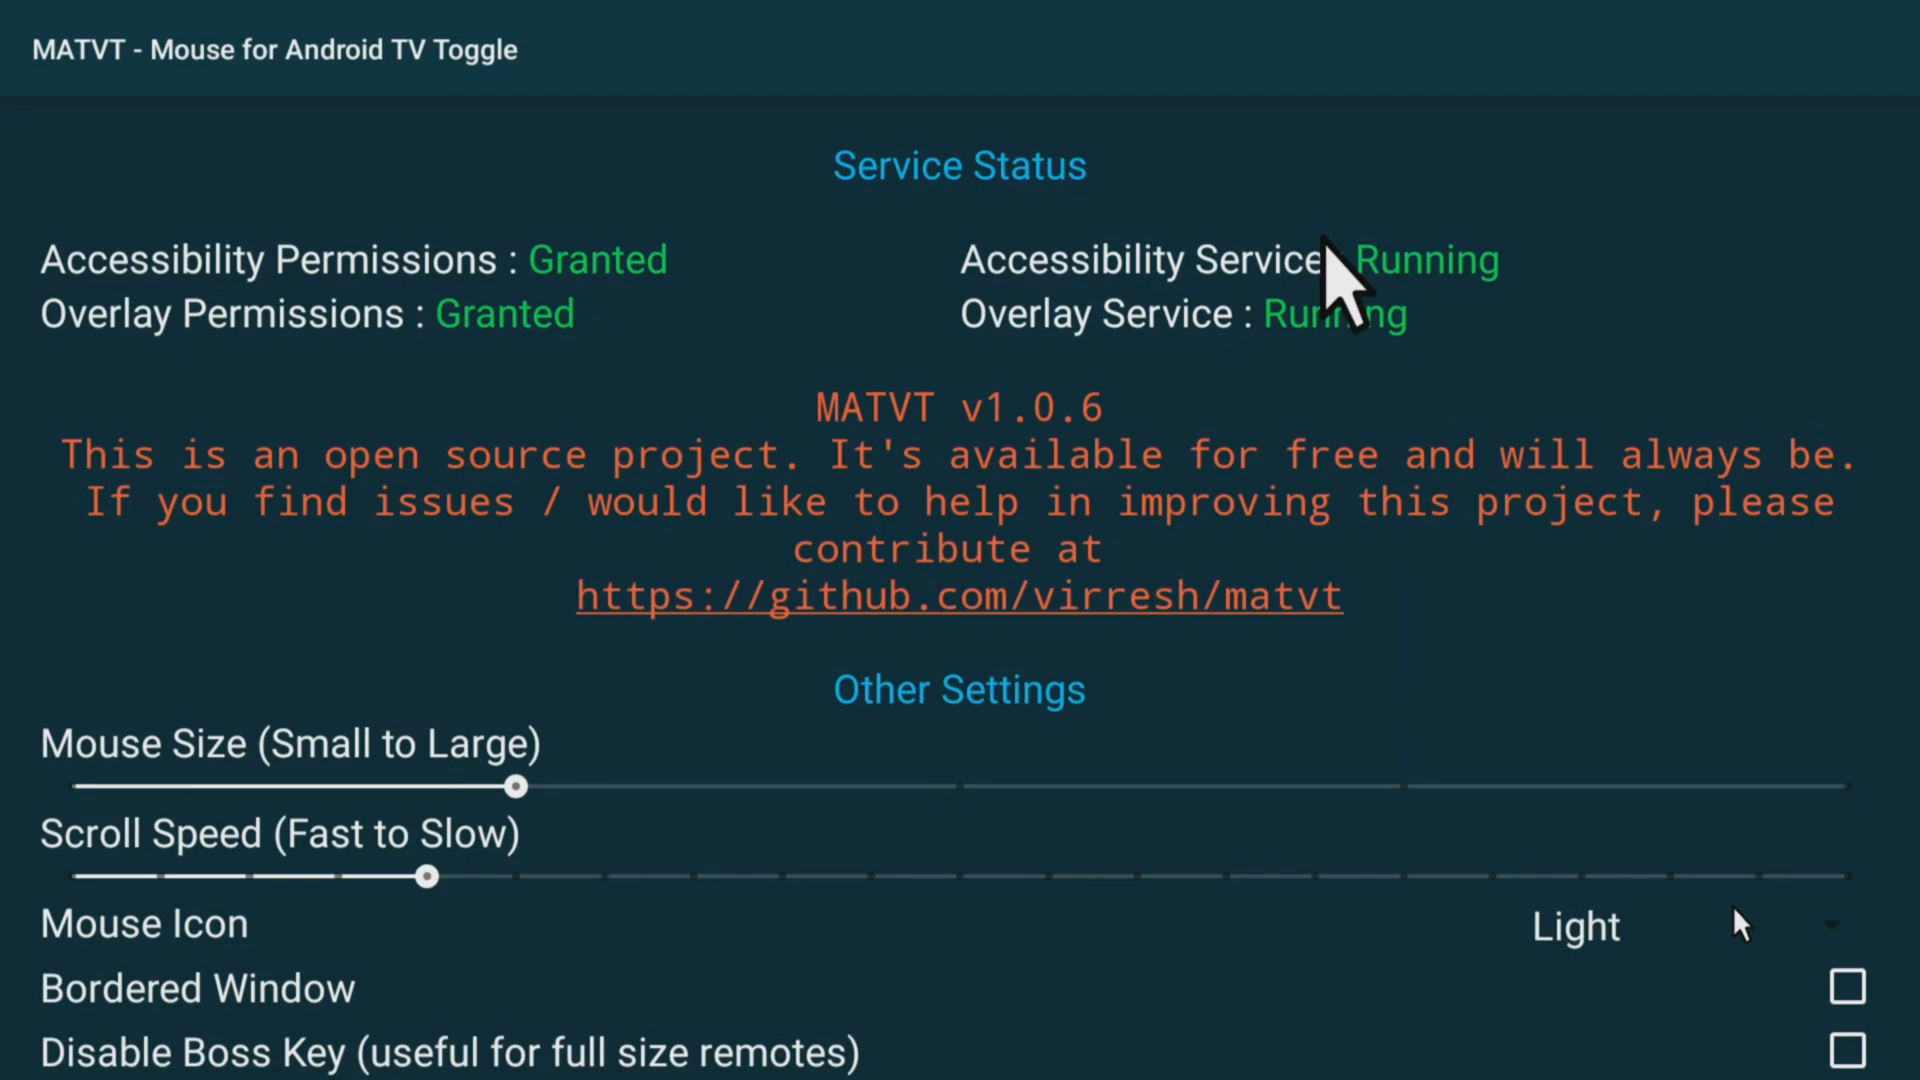 MATVT - Mouse for Android TV Toggle
Service Status
Accessibility Permissions : Granted
Accessibility Service Running
Overlay Permissions : Granted
Overlay Service : Running
MATVT v1.0.6
This is an open source project. It's available for free and will always be.
If you find issues / would like to help in improving this project, please
contribute at
https://github.com/virresh/matvt
Other Settings
Mouse Size (Small to Large)
Scroll Speed (Fast to Slow)
Mouse Icon
Light
Bordered Window
Disable Boss Key (useful for full size remotes)